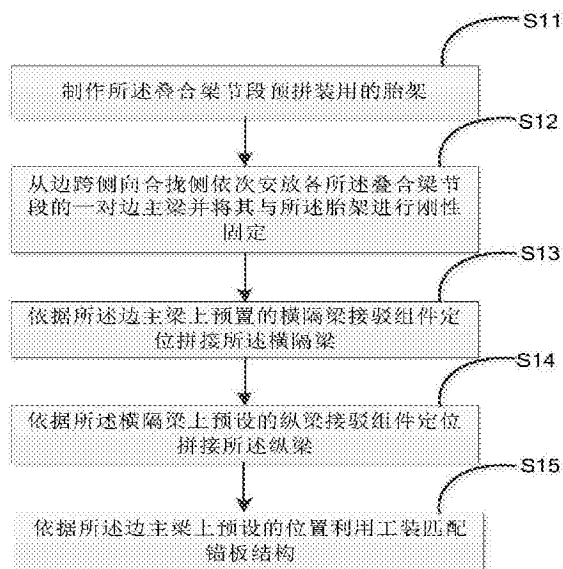 S11
制作所述叠合梁节段预拼装用的胎架
S12
从边跨侧向合拢侧依次安放各所述叠合梁节
段的一对边主梁并将其与所述胎架进行刚性
固定
S13
依据所述边主梁上预置的横隔梁接驳组件定
位拼接所述横隔梁
S14
依据所述横隔梁上预设的纵梁接驳组件定位
拼接所述纵梁
S15
依据所述边主梁上预设的位置利用工装匹配
锚板结构